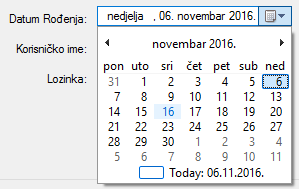 Datum Rođenja: nedjelja , 06. novembar 2016.
Korisničko ime:
Lozinka:
novembar 2016.
pon uto sri čet pet sub ned
31 1 2 3 4 5 6
7 8 9 10 11 12 13
14 15 16 17 18 19 20
21 22 23 24 25 26 27
28 29 30 1 2 3 4
5 6 7 8 9 10 11
Today: 06.11.2016.